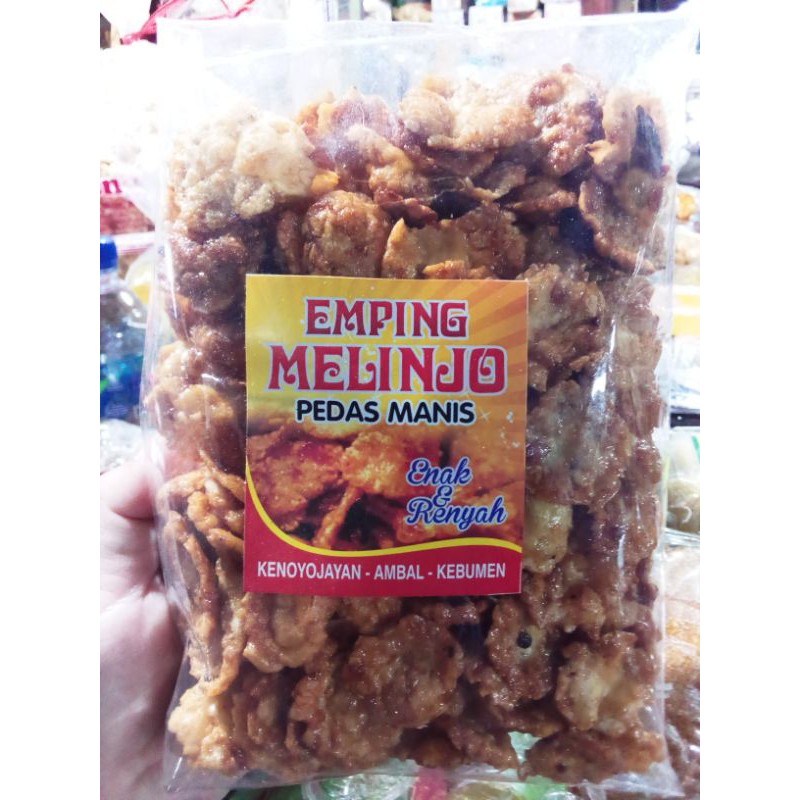 EMPING
MELINJO
PEDAS MANIS
Enak
&
Renyah
KENOYOJAYAN - AMBAL - KEBUMEN